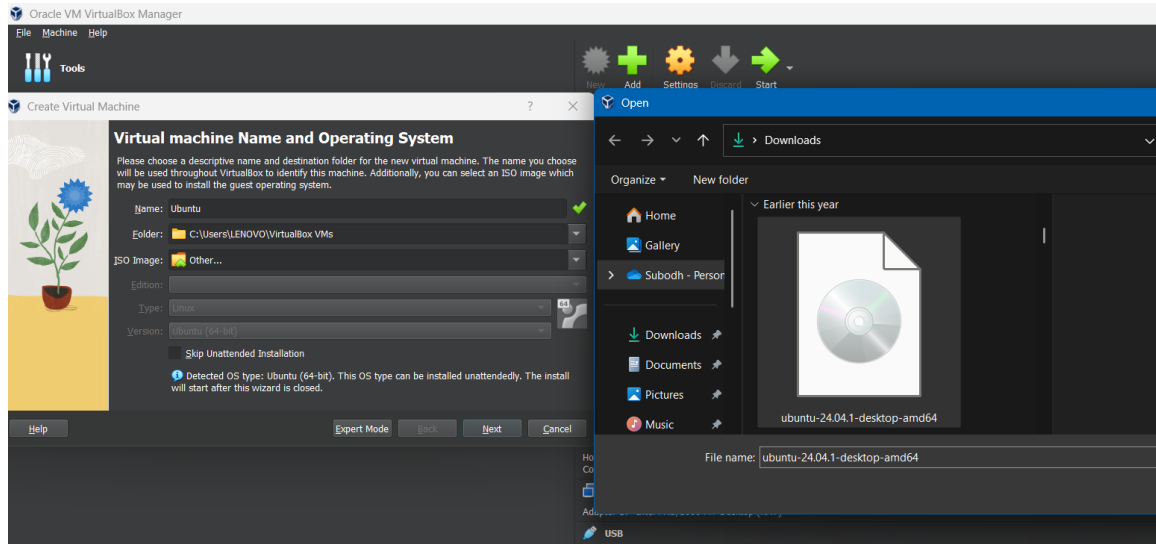 Oracle VM VirtualBox Manager
File Machine Help
Tools
New Add Settings Discard Start
Create Virtual Machine ?
Virtual machine Name and Operating System
Please choose a descriptive name and destination folder for the new virtual machine. The name you choose
will be used throughout VirtualBox to identify this machine. Additionally, you can select an ISO image which
may be used to install the guest operating system.
Name: Ubuntu
Folder: C:\Users\LENOVO\VirtualBox VMs
ISO Image: Other...
Edition:
Type: Linux
64
Version: Ubuntu (64-bit)
Skip Unattended Installation
Detected OS type: Ubuntu (64-bit). This OS type can be installed unattendedly. The install
will start after this wizard is closed.
Help Expert Mode Back Next Cancel
Open
Downloads
Organize New folder
Home
Gallery
Subodh - Person
Downloads
Documents
Pictures
Music
Earlier this year
ubuntu-24.04.1-desktop-amd64
File name: ubuntu-24.04.1-desktop-amd64
Ho
Co
USB